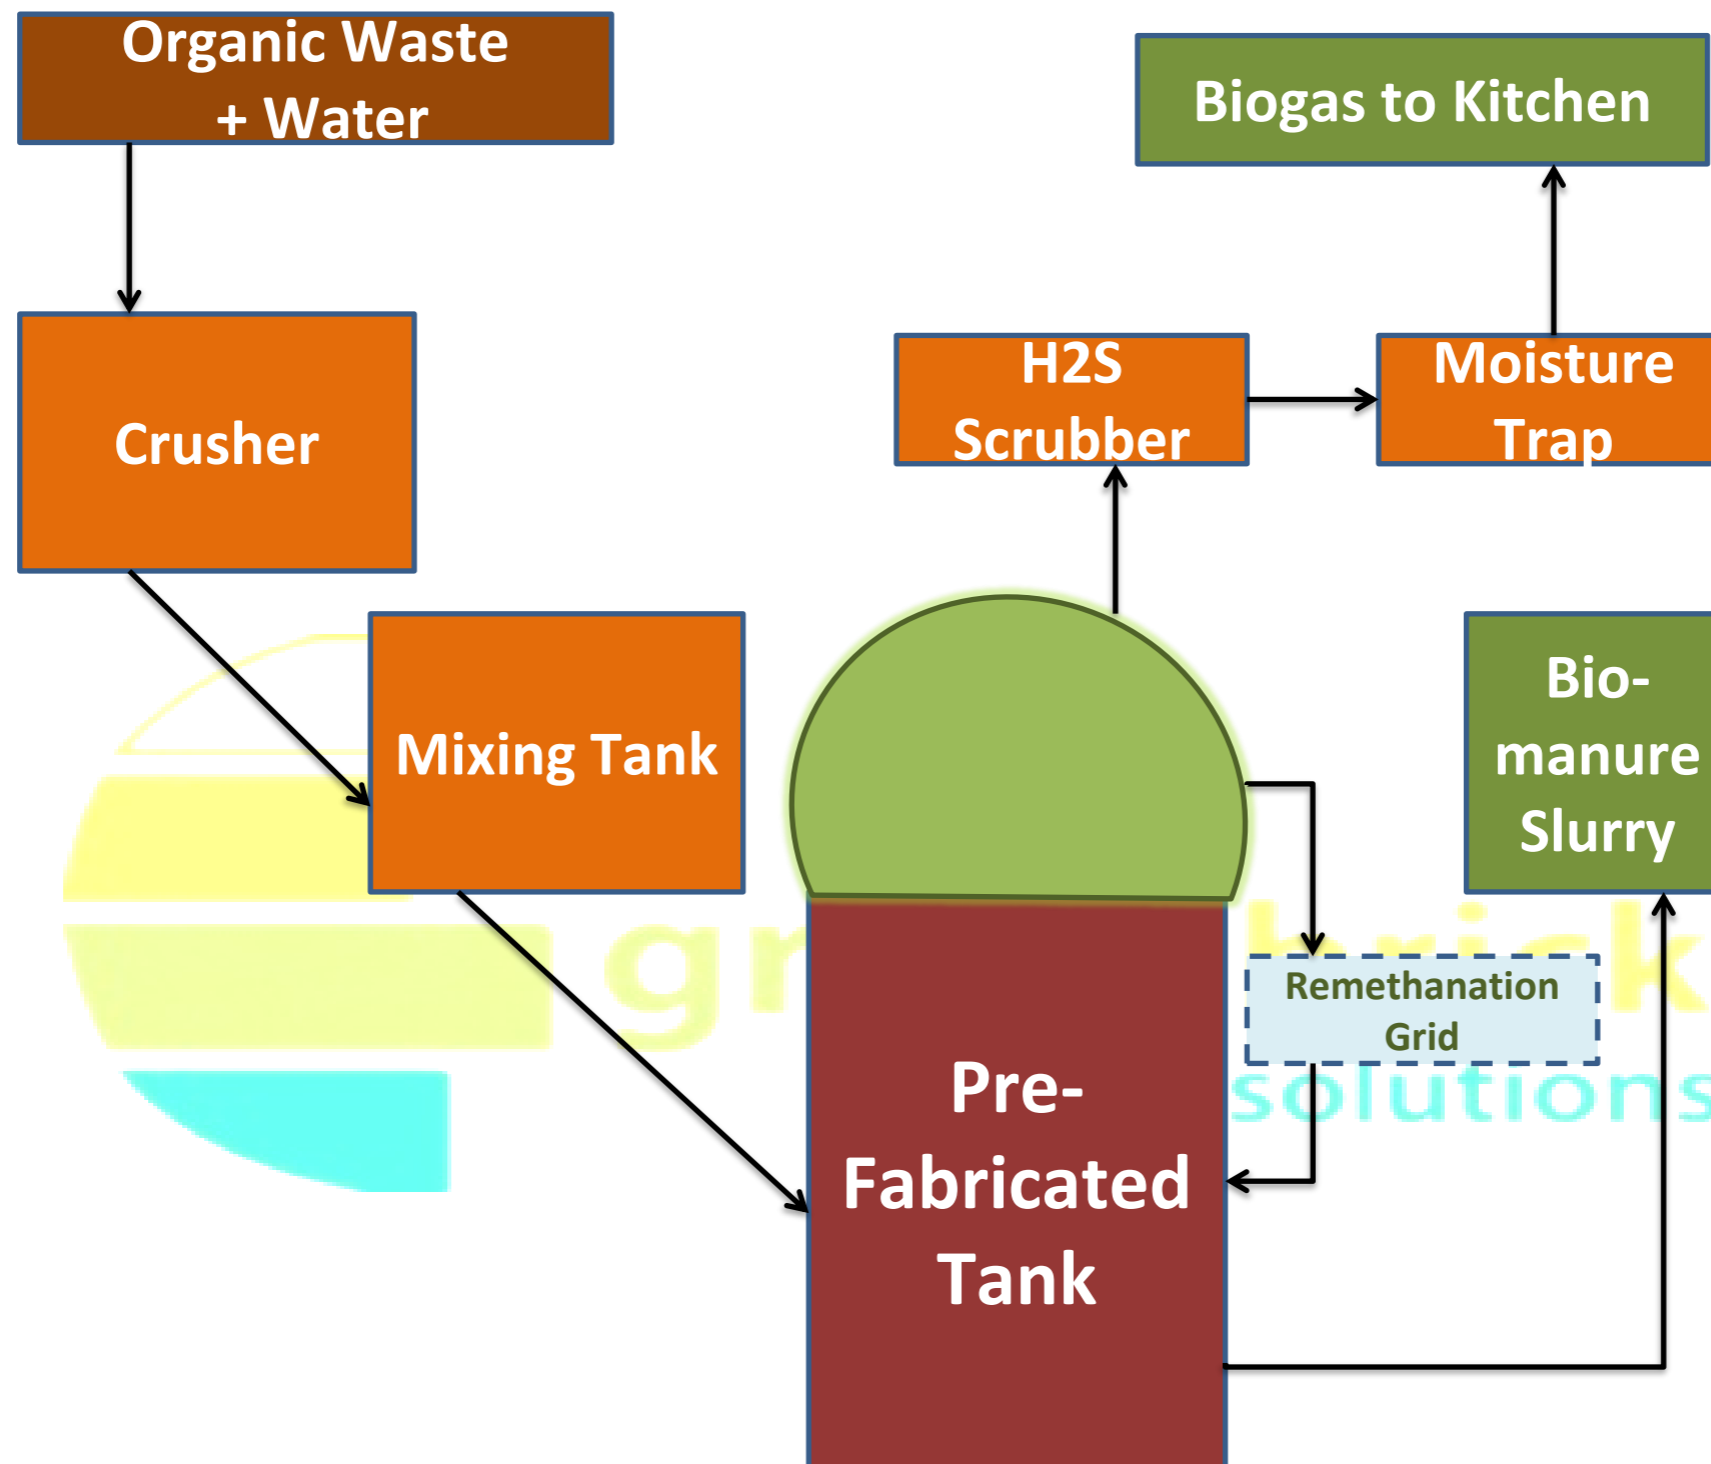 Organic Waste
+ Water
Biogas to Kitchen
Crusher
H2S
Scrubber
Moisture
Trap
Mixing Tank
Bio-
manure
Slurry
Remethanation
Grid
Pre-
Fabricated
Tank
solutions